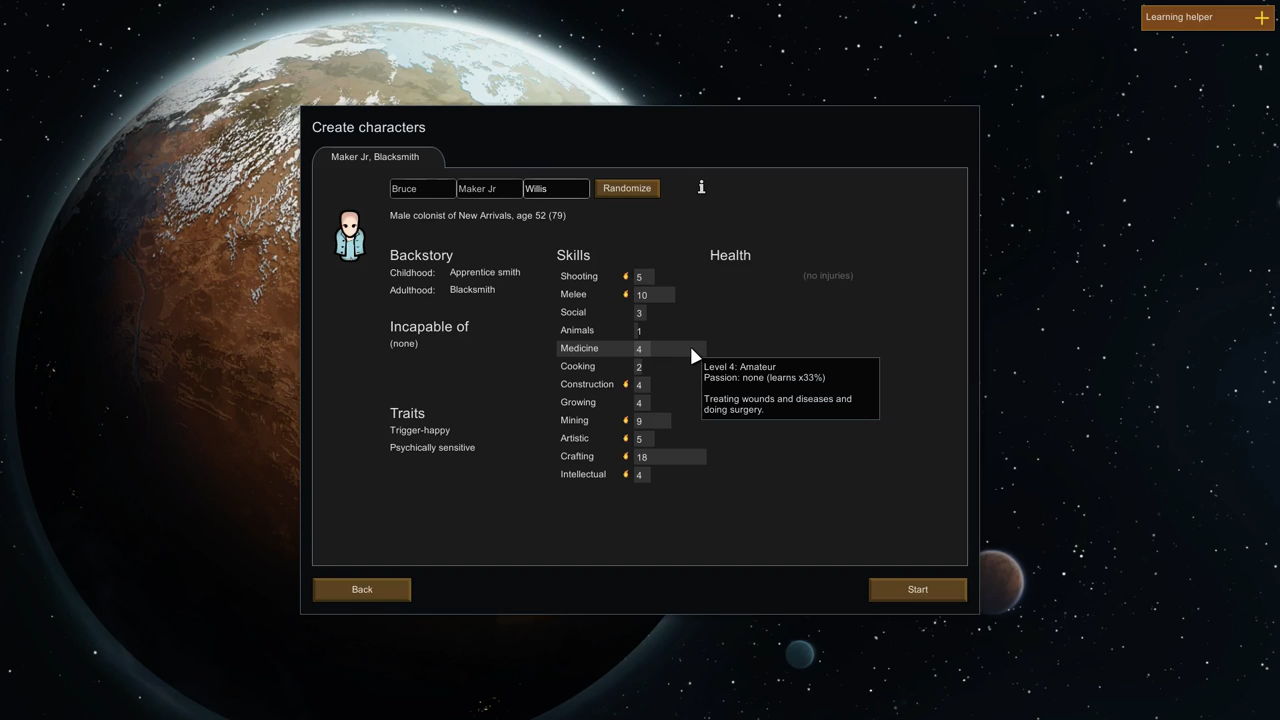 Learning helper
Create characters
Maker Jr, Blacksmith
Bruce Maker Jr Willis Randomize
Male colonist of New Arrivals, age 52 (79)
Backstory
Childhood: Apprentice smith
Adulthood: Blacksmith
Incapable of
(none)
Traits
Trigger-happy
Psychically sensitive
Skills
Shooting 5
Melee 10
Social 3
Animals 1
Medicine 4
Cooking 2
Construction 4
Growing 4
Mining 9
Artistic 5
Crafting 18
Intellectual 4
Health
(no injuries)
Level 4: Amateur
Passion: none (learns x33%)
Treating wounds and diseases and
doing surgery.
Back
Start